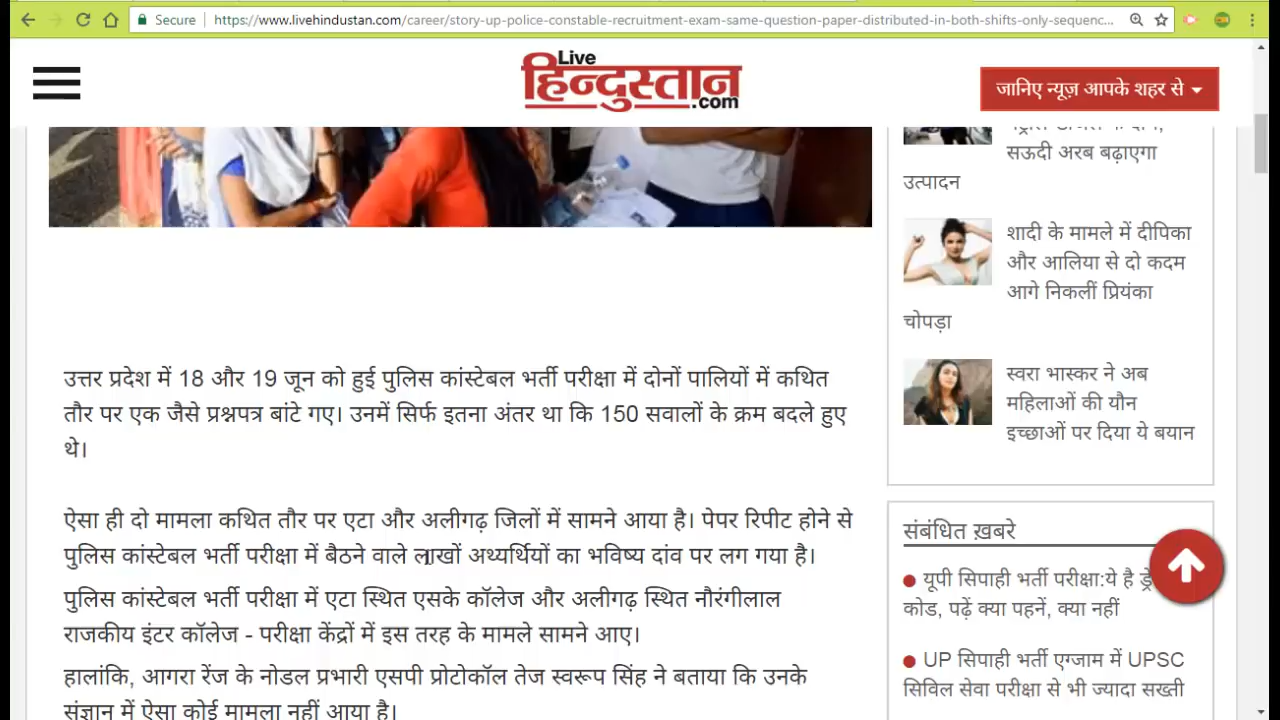 Secure https://www.livehindustan.com/career/story-up-police-constable-recruitment-exam-same-question-paper-distributed-in-both-shifts-only-sequenc...
Live
हिन्दुस्तान
.com
जानिए न्यूज़ आपके शहर से
सऊदी अरब बढ़ाएगा
उत्पादन
शादी के मामले में दीपिका
और आलिया से दो कदम
आगे निकलीं प्रियंका
चोपड़ा
स्वरा भास्कर ने अब
महिलाओं की यौन
इच्छाओं पर दिया ये बयान
उत्तर प्रदेश में 18 और 19 जून को हुई पुलिस कांस्टेबल भर्ती परीक्षा में दोनों पालियों में कथित
तौर पर एक जैसे प्रश्नपत्र बांटे गए। उनमें सिर्फ इतना अंतर था कि 150 सवालों के क्रम बदले हुए
थे।
ऐसा ही दो मामला कथित तौर पर एटा और अलीगढ़ जिलों में सामने आया है। पेपर रिपीट होने से
पुलिस कांस्टेबल भर्ती परीक्षा में बैठने वाले लाखों अथ्यर्थियों का भविष्य दांव पर लग गया है।
पुलिस कांस्टेबल भर्ती परीक्षा में एटा स्थित एसके कॉलेज और अलीगढ़ स्थित नौरंगीलाल
राजकीय इंटर कॉलेज - परीक्षा केंद्रों में इस तरह के मामले सामने आए।
हालांकि, आगरा रेंज के नोडल प्रभारी एसपी प्रोटोकॉल तेज स्वरूप सिंह ने बताया कि उनके
संज्ञान में ऐसा कोई मामला नहीं आया है।
संबंधित ख़बरे
यूपी सिपाही भर्ती परीक्षा:ये है ड्रे
कोड, पढ़ें क्या पहनें, क्या नहीं
UP सिपाही भर्ती एग्जाम में UPSC
सिविल सेवा परीक्षा से भी ज्यादा सख्ती